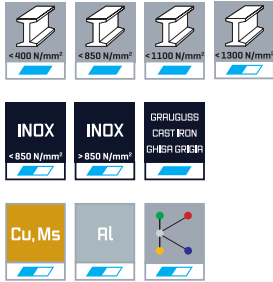 <400 N/mm²
<850 N/mm²
<1100 N/mm²
<1300 N/mm²
INOX
<850 N/mm²
INOX
>850 N/mm²
GRAUGUSS
CAST IRON
GHISA GRIGIA
Cu, Ms
Al